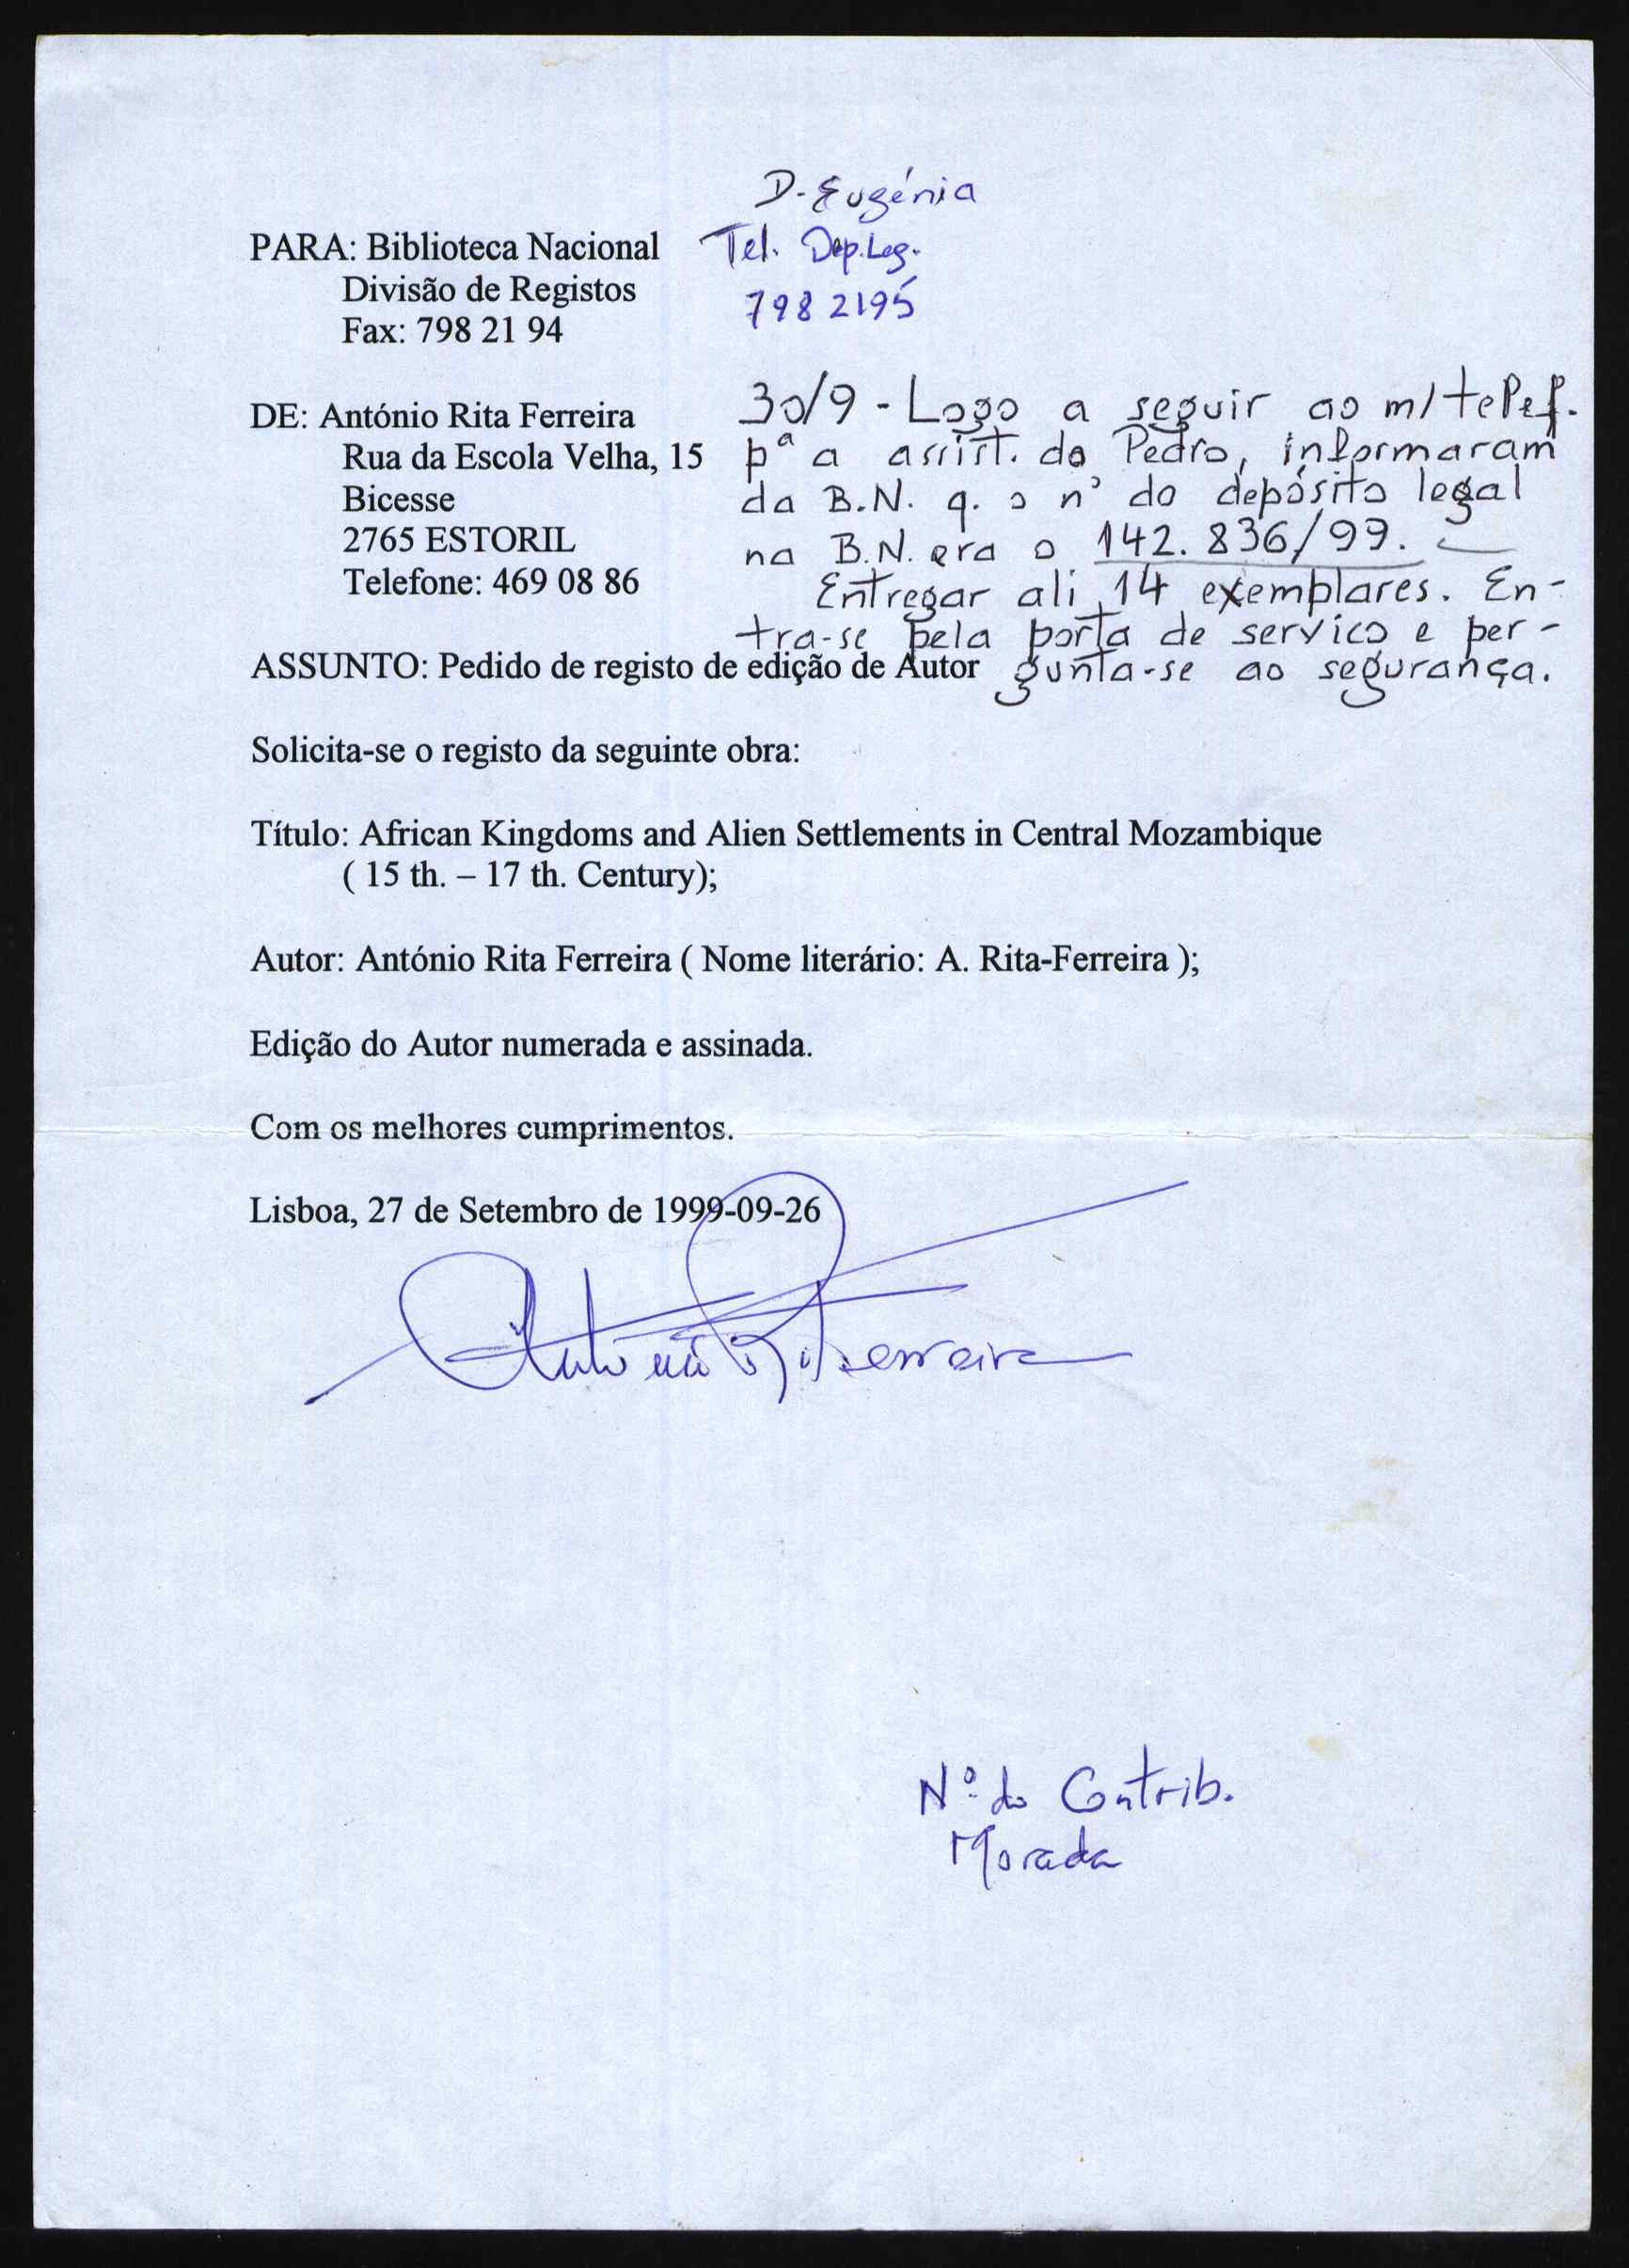 D. Eugénia
Tel. Dep. Leg.
798 2195
PARA: Biblioteca Nacional
Divisão de Registos
Fax: 798 21 94
DE: António Rita Ferreira
Rua da Escola Velha, 15
Bicesse
2765 ESTORIL
Telefone: 469 08 86
30/9 - Logo a seguir ao m/ telef.
pª a assist. do Pedro, informaram
da B.N. q. o nº do depósito legal
na B.N. era o 142.836/99.
Entregar ali 14 exemplares. En-
tra-se pela porta de serviço e per-
gunta-se ao segurança.
ASSUNTO: Pedido de registo de edição de Autor
Solicita-se o registo da seguinte obra:
Título: African Kingdoms and Alien Settlements in Central Mozambique
( 15 th. – 17 th. Century);
Autor: António Rita Ferreira ( Nome literário: A. Rita-Ferreira );
Edição do Autor numerada e assinada.
Com os melhores cumprimentos.
Lisboa, 27 de Setembro de 1999-09-26
António Rita Ferreira
Nº do Contrib.
Morada